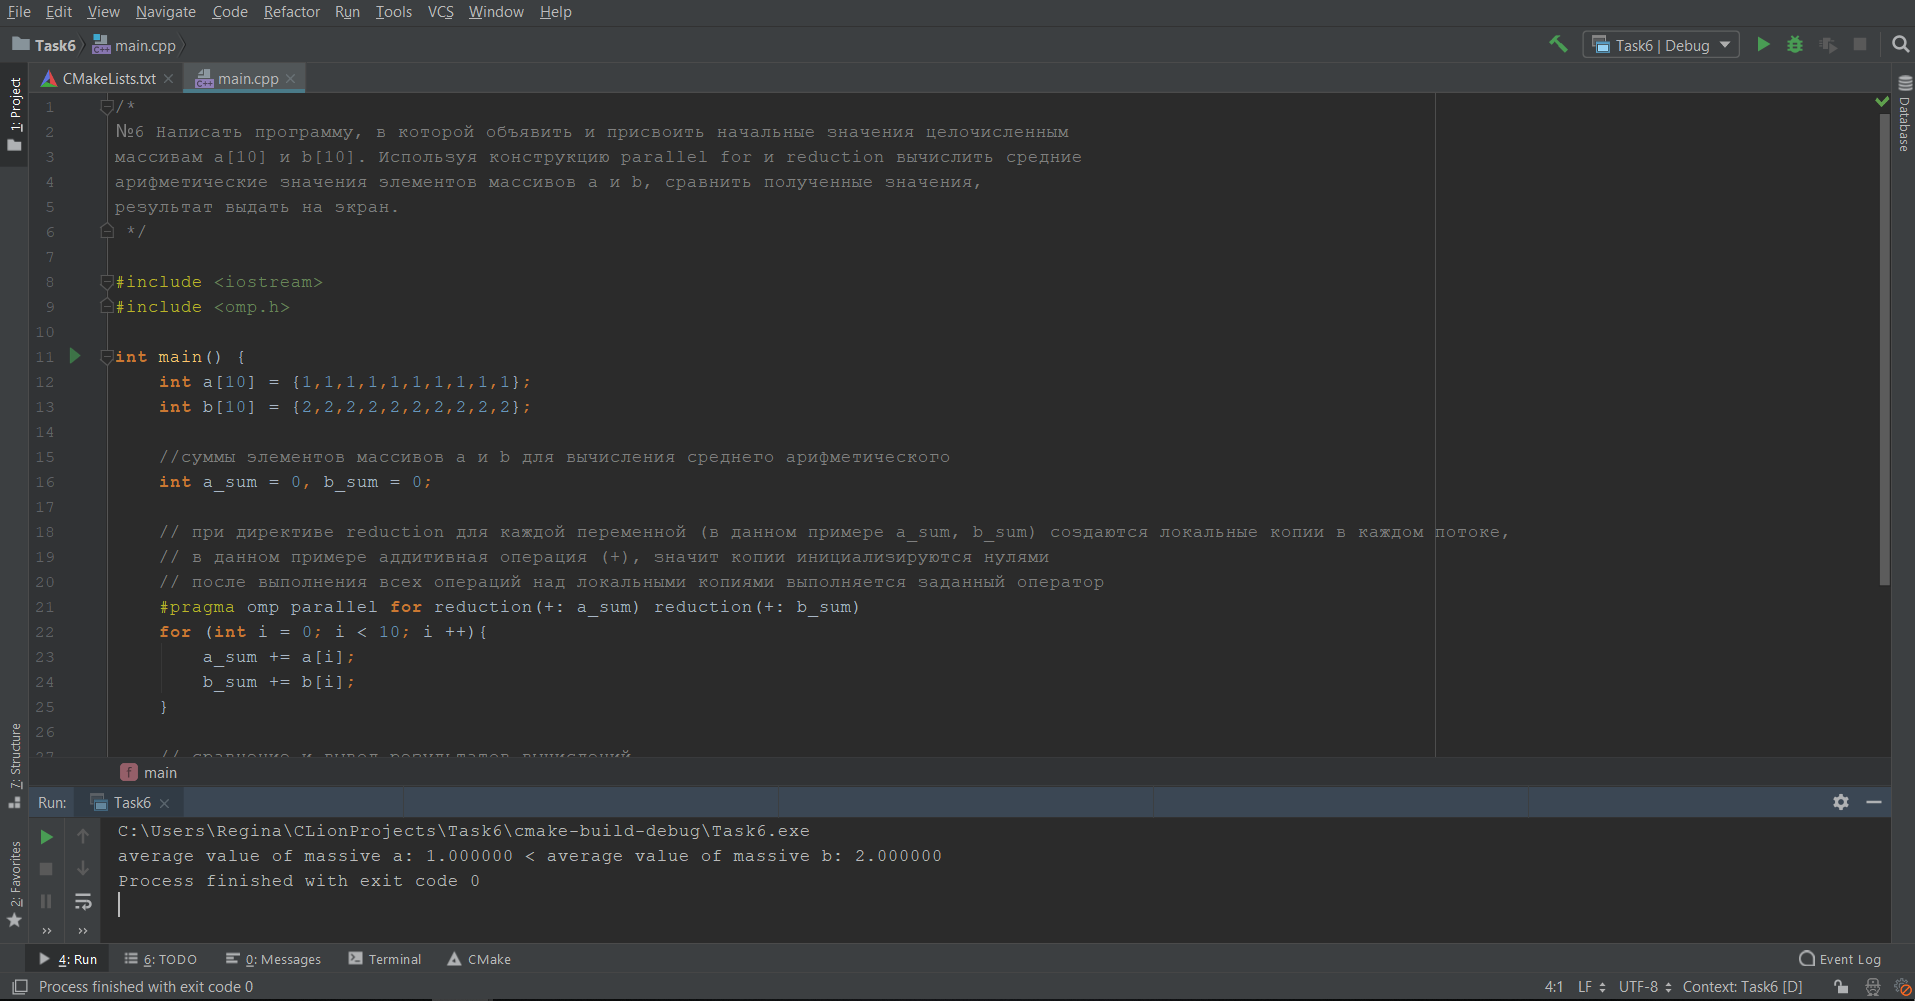 File Edit View Navigate Code Refactor Run Tools VCS Window Help
Task6 main.cpp
Task6 | Debug
CMakeLists.txt main.cpp
1: Project
Database
1 /*
2 №6 Написать программу, в которой объявить и присвоить начальные значения целочисленным
3 массивам a[10] и b[10]. Используя конструкцию parallel for и reduction вычислить средние
4 арифметические значения элементов массивов a и b, сравнить полученные значения,
5 результат выдать на экран.
6 */
7
8 #include <iostream>
9 #include <omp.h>
10
11 int main() {
12 int a[10] = {1,1,1,1,1,1,1,1,1,1};
13 int b[10] = {2,2,2,2,2,2,2,2,2,2};
14
15 //суммы элементов массивов a и b для вычисления среднего арифметического
16 int a_sum = 0, b_sum = 0;
17
18 // при директиве reduction для каждой переменной (в данном примере a_sum, b_sum) создаются локальные копии в каждом потоке,
19 // в данном примере аддитивная операция (+), значит копии инициализируются нулями
20 // после выполнения всех операций над локальными копиями выполняется заданный оператор
21 #pragma omp parallel for reduction(+: a_sum) reduction(+: b_sum)
22 for (int i = 0; i < 10; i ++){
23 a_sum += a[i];
24 b_sum += b[i];
25 }
26
27 // сравнение и вывод результатов вычислений
7: Structure
2: Favorites
f main
Run: Task6
C:\Users\Regina\CLionProjects\Task6\cmake-build-debug\Task6.exe
average value of massive a: 1.000000 < average value of massive b: 2.000000
Process finished with exit code 0
4: Run 6: TODO 0: Messages Terminal CMake Event Log
Process finished with exit code 0 4:1 LF UTF-8 Context: Task6 [D]